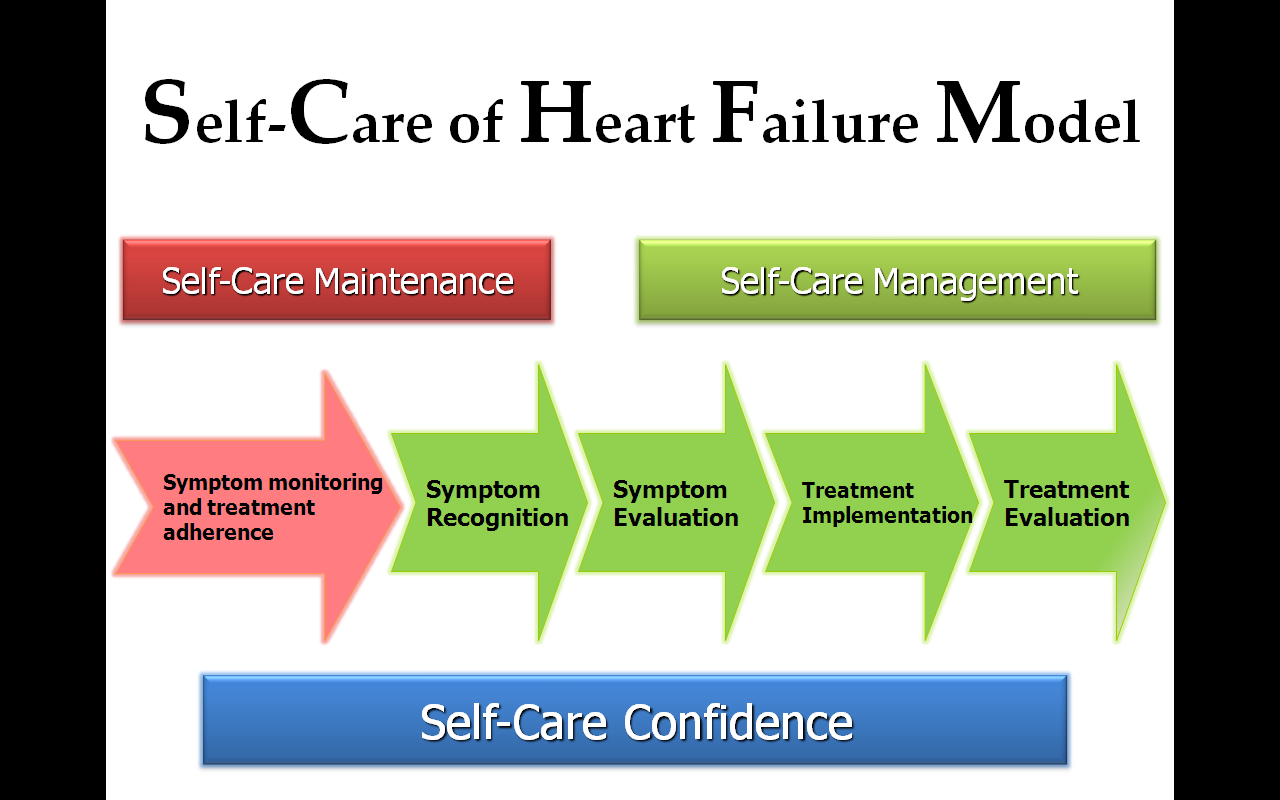 Self-Care of Heart Failure Model
Self-Care Maintenance
Self-Care Management
Symptom monitoring
and treatment
adherence
Symptom
Recognition
Symptom
Evaluation
Treatment
Implementation
Treatment
Evaluation
Self-Care Confidence